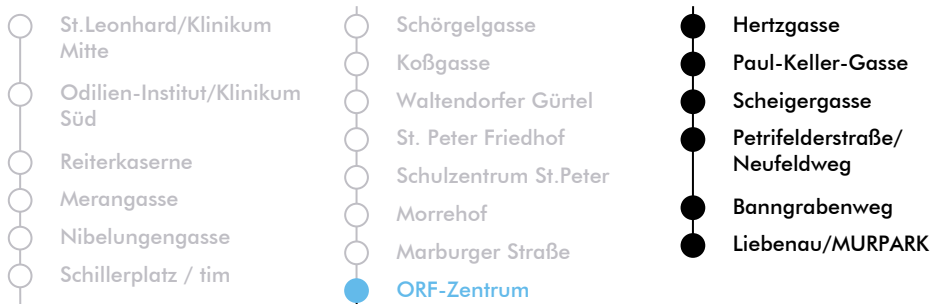 St.Leonhard/Klinikum
Mitte
Odilien-Institut/Klinikum
Süd
Reiterkaserne
Merangasse
Nibelungengasse
Schillerplatz / tim
Schörgelgasse
Koßgasse
Waltendorfer Gürtel
St. Peter Friedhof
Schulzentrum St.Peter
Morrehof
Marburger Straße
ORF-Zentrum
Hertzgasse
Paul-Keller-Gasse
Scheigergasse
Petrifelderstraße/
Neufeldweg
Banngrabenweg
Liebenau/MURPARK